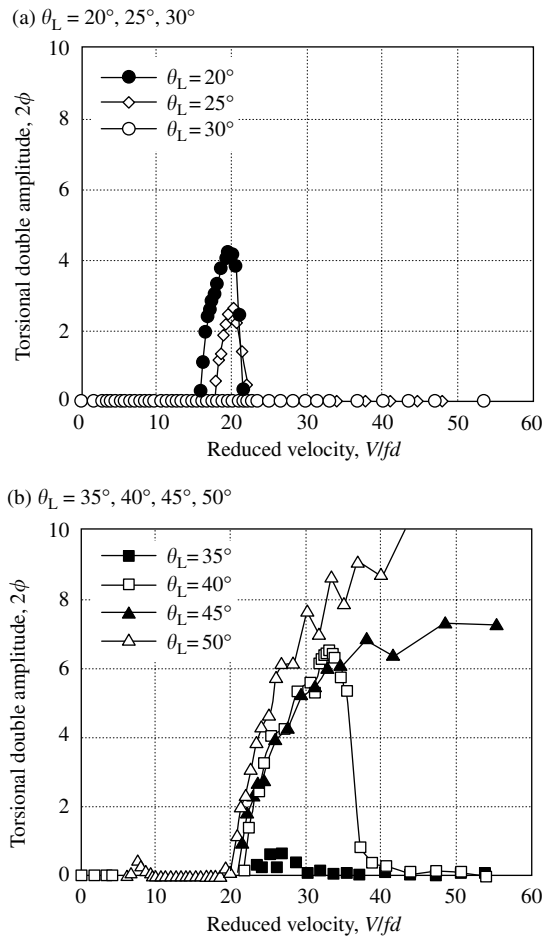 (a) θL = 20°, 25°, 30°
10
8
6
4
2
0
Torsional double amplitude, 2ϕ
θL = 20°
θL = 25°
θL = 30°
0 10 20 30 40 50 60
Reduced velocity, V/fd
(b) θL = 35°, 40°, 45°, 50°
10
8
6
4
2
0
Torsional double amplitude, 2ϕ
θL = 35°
θL = 40°
θL = 45°
θL = 50°
0 10 20 30 40 50 60
Reduced velocity, V/fd